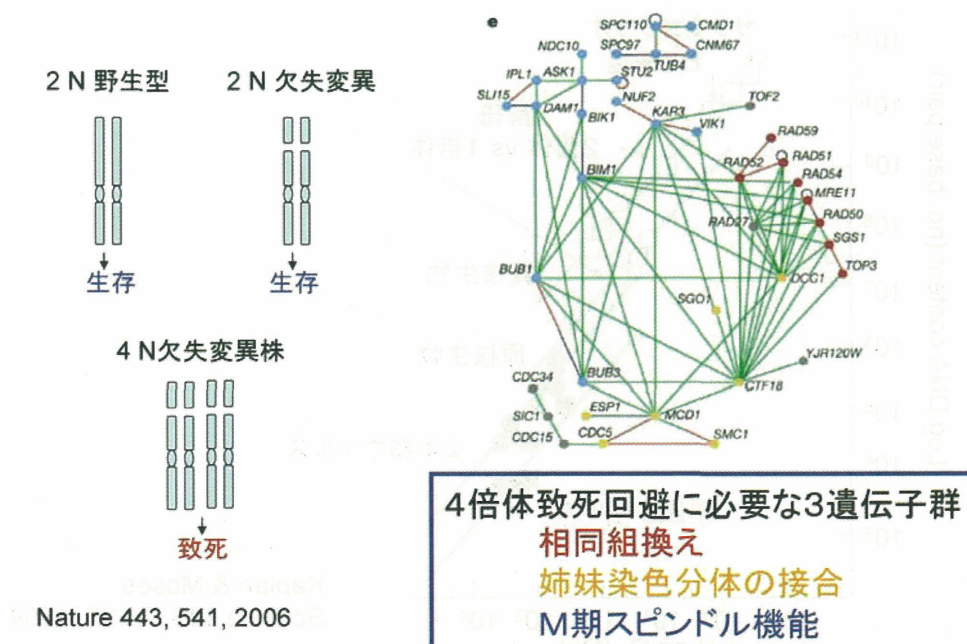 2 N 野生型
2 N 欠失変異
生存
生存
4 N欠失変異株
致死
Nature 443, 541, 2006
e
SPC110
CMD1
NDC10
SPC97
TUB4
CNM67
IPL1
ASK1
STU2
SLI15
DAM1
NUF2
BIK1
KAR3
TOF2
VIK1
RAD59
BIM1
RAD52
RAD51
RAD54
MRE11
RAD27
RAD50
SGS1
BUB1
DCC1
TOP3
SGO1
BUB3
CTF18
YJR120W
CDC34
ESP1
MCD1
SIC1
CDC15
CDC5
SMC1
4倍体致死回避に必要な3遺伝子群
相同組換え
姉妹染色分体の接合
M期スピンドル機能